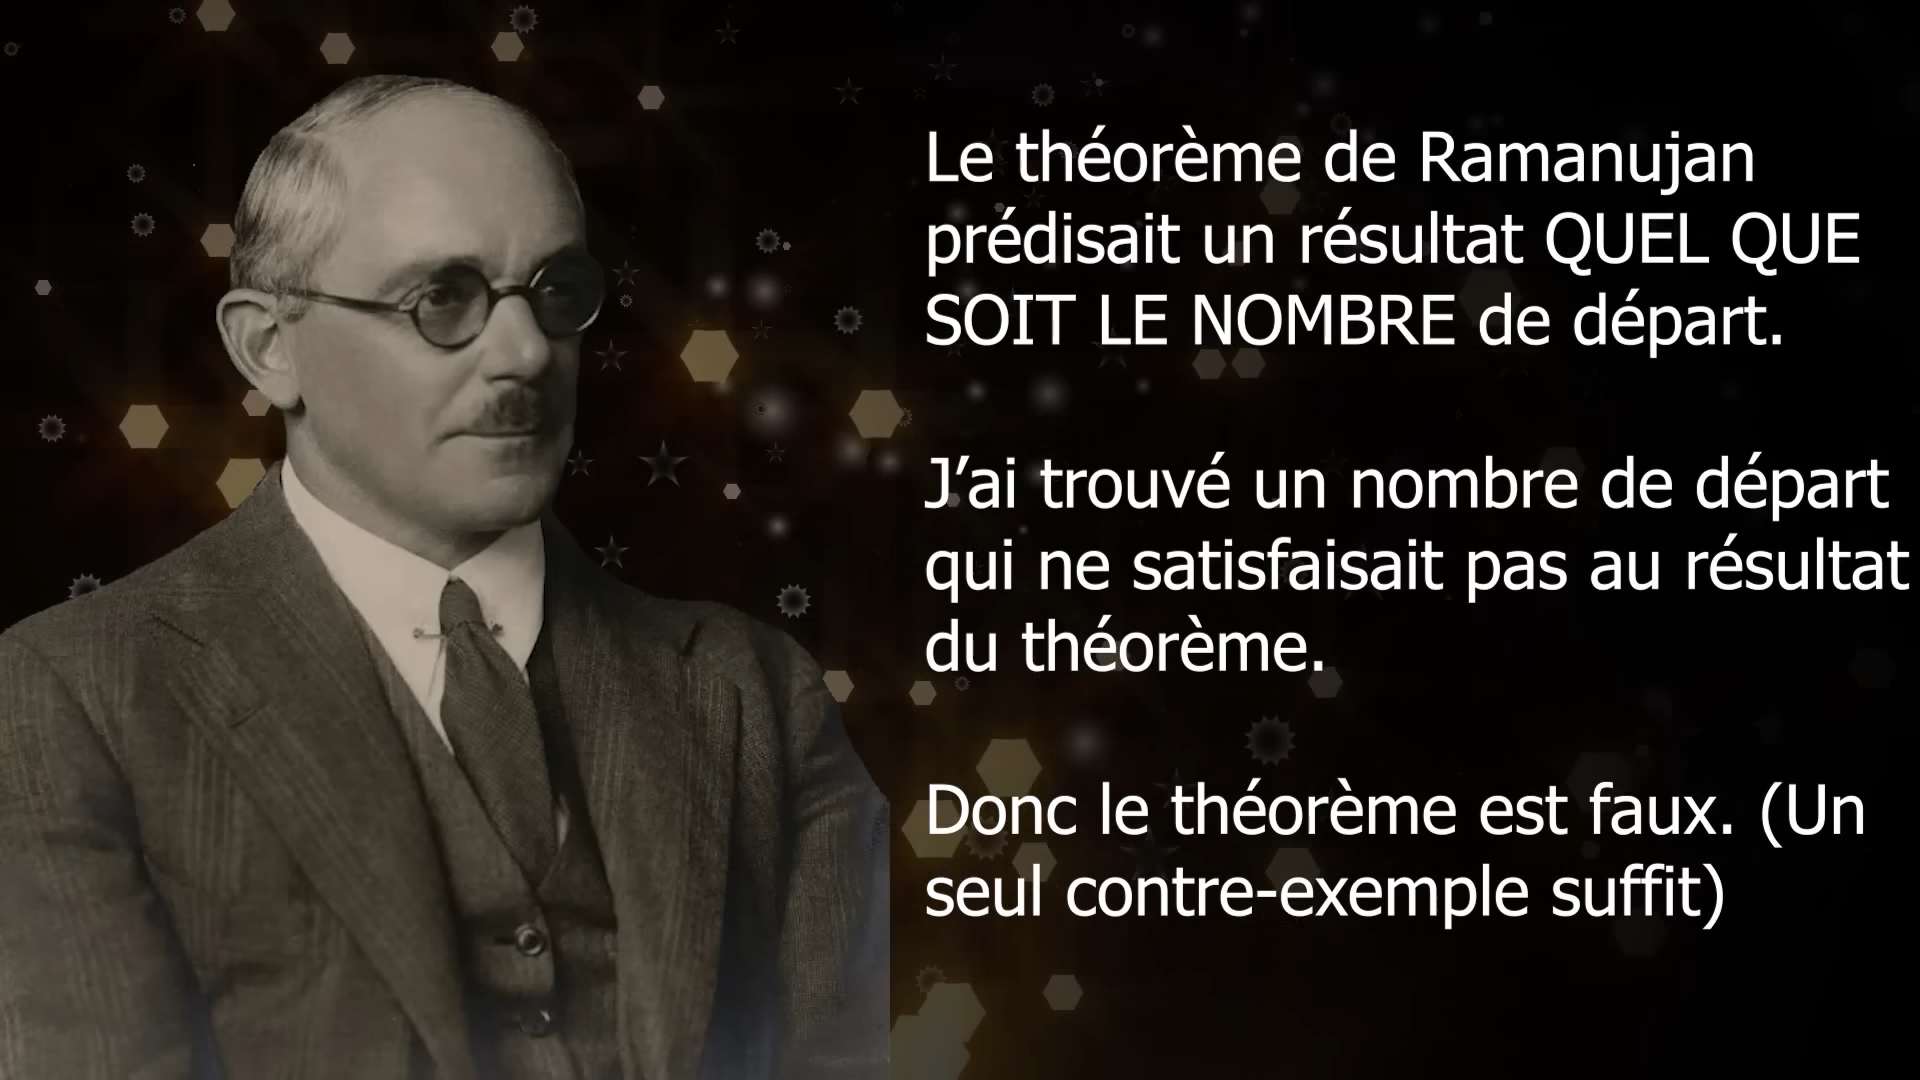 Le théorème de Ramanujan
prédisait un résultat QUEL QUE
SOIT LE NOMBRE de départ.
J’ai trouvé un nombre de départ
qui ne satisfaisait pas au résultat
du théorème.
Donc le théorème est faux. (Un
seul contre-exemple suffit)